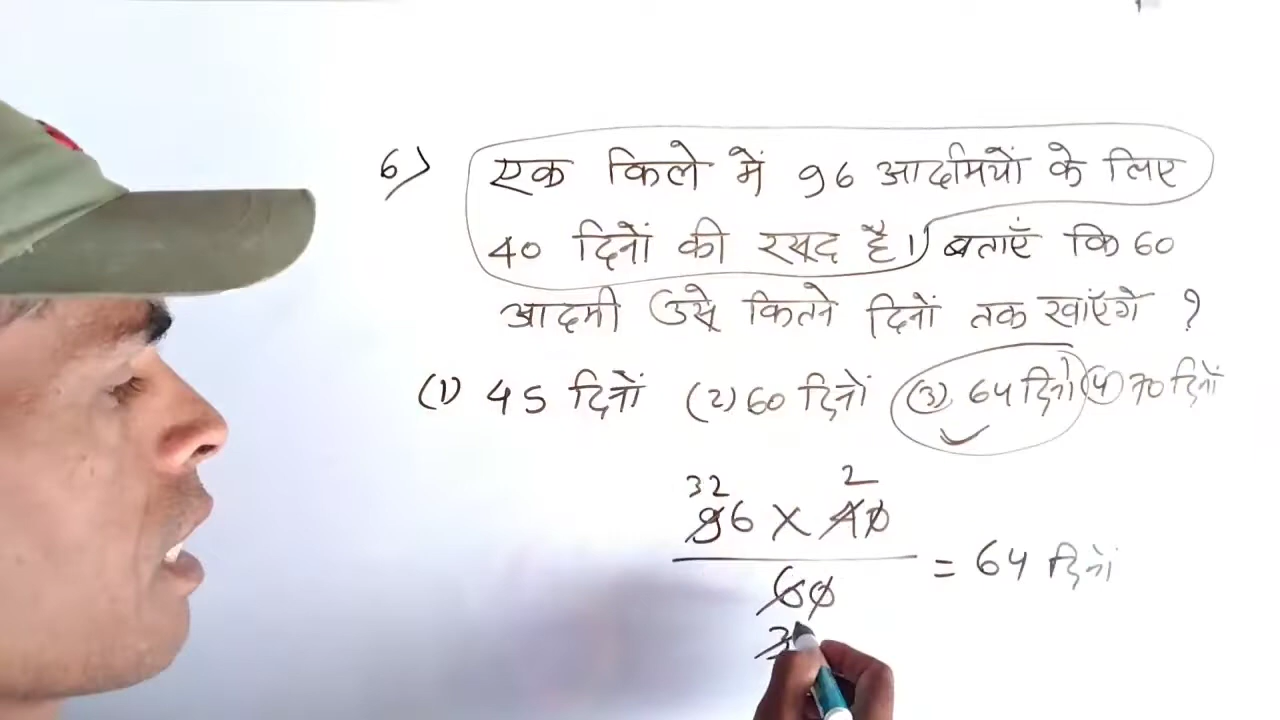 6) एक किले में 96 आदमियों के लिए
40 दिनों की रसद है। बताएँ कि 60
आदमी उसे कितने दिनों तक खाएँगे ?
(1) 45 दिनों (2) 60 दिनों (3) 64 दिनों (4) 70 दिनों
32 2
96 X 40
60 = 64 दिनों
3